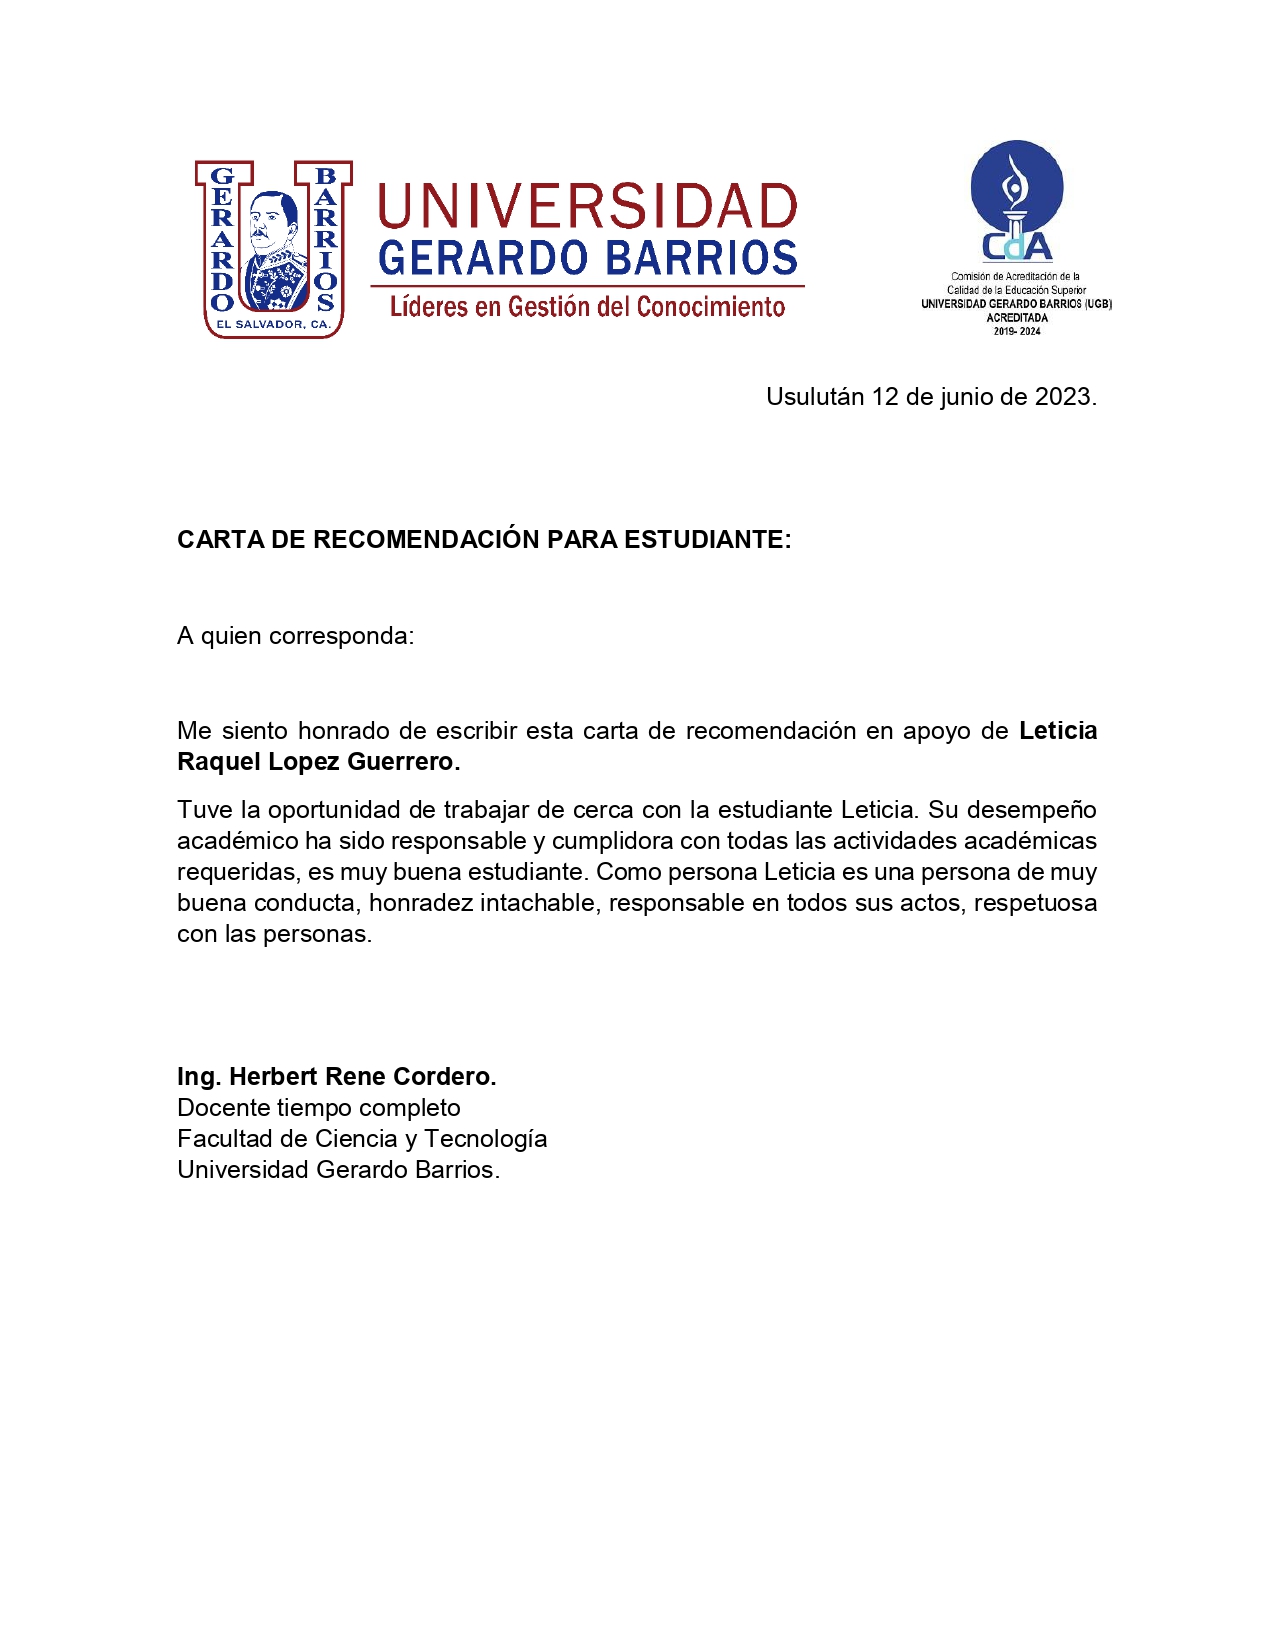 GERARDO
BARRIOS
EL SALVADOR, CA.
UNIVERSIDAD
GERARDO BARRIOS
Líderes en Gestión del Conocimiento
CdA
Comisión de Acreditación de la
Calidad de la Educación Superior
UNIVERSIDAD GERARDO BARRIOS (UGB)
ACREDITADA
2019- 2024
Usulután 12 de junio de 2023.
CARTA DE RECOMENDACIÓN PARA ESTUDIANTE:
A quien corresponda:
Me siento honrado de escribir esta carta de recomendación en apoyo de Leticia
Raquel Lopez Guerrero.
Tuve la oportunidad de trabajar de cerca con la estudiante Leticia. Su desempeño
académico ha sido responsable y cumplidora con todas las actividades académicas
requeridas, es muy buena estudiante. Como persona Leticia es una persona de muy
buena conducta, honradez intachable, responsable en todos sus actos, respetuosa
con las personas.
Ing. Herbert Rene Cordero.
Docente tiempo completo
Facultad de Ciencia y Tecnología
Universidad Gerardo Barrios.